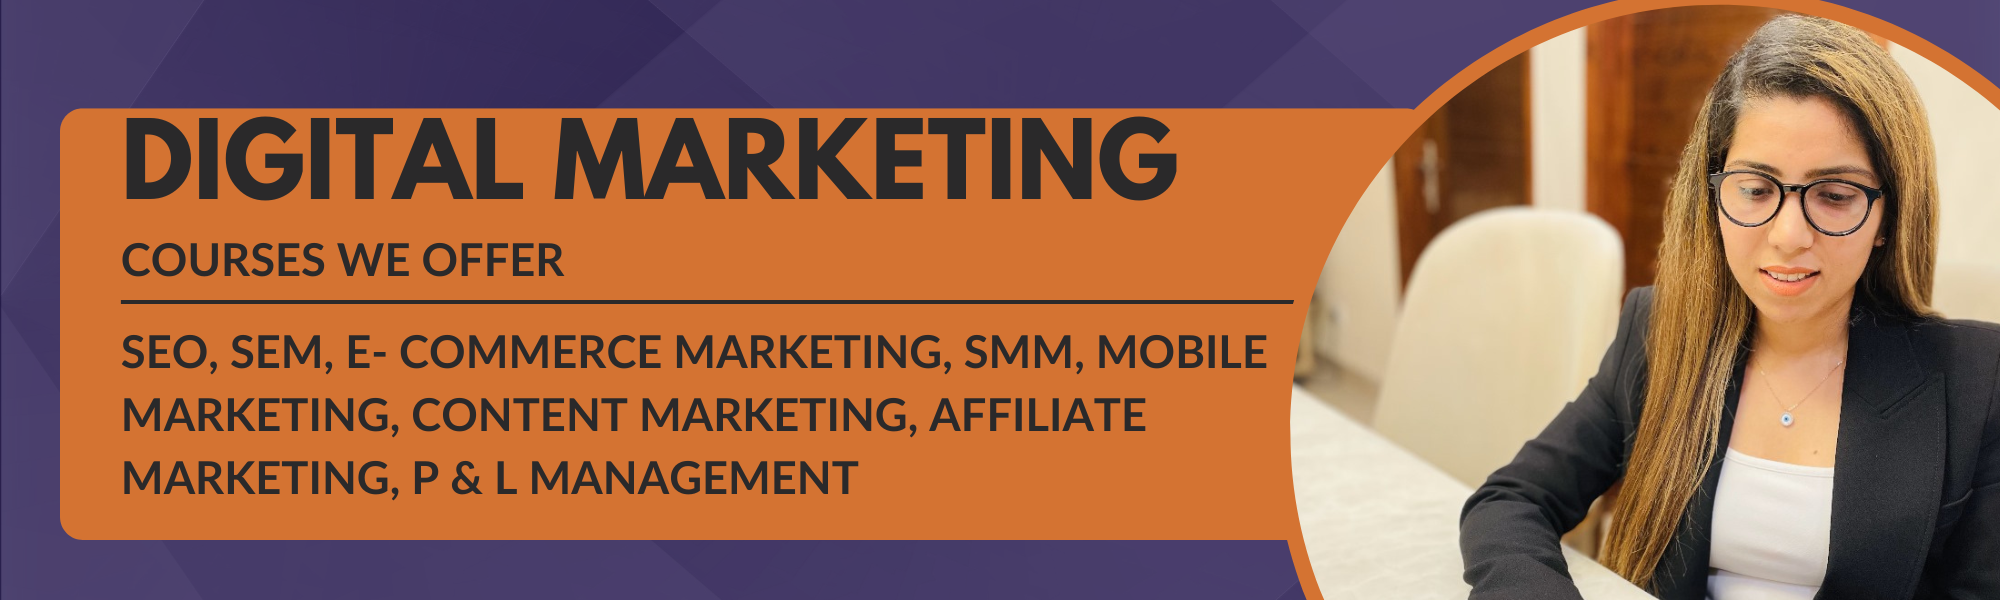 DIGITAL MARKETING
COURSES WE OFFER
SEO, SEM, E- COMMERCE MARKETING, SMM, MOBILE
MARKETING, CONTENT MARKETING, AFFILIATE
MARKETING, P & L MANAGEMENT